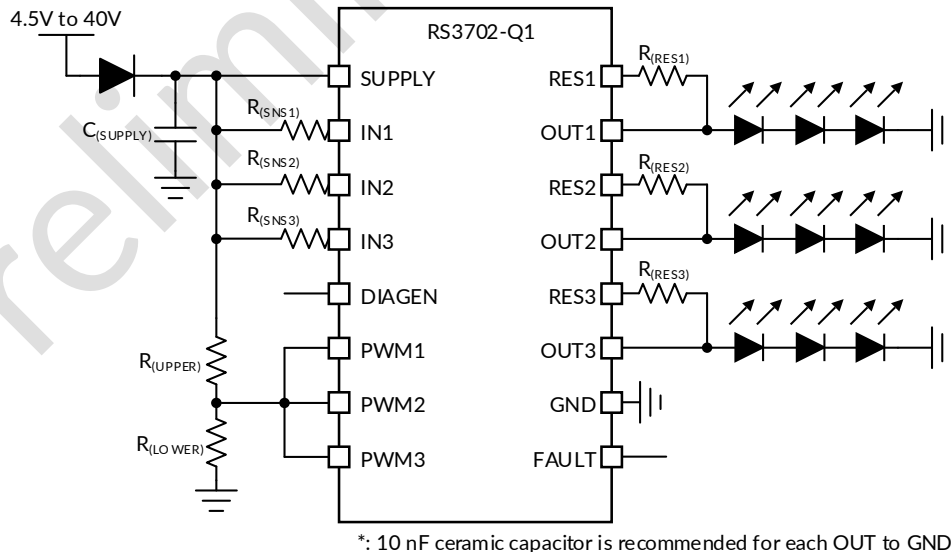 4.5V to 40V
RS3702-Q1
SUPPLY
RES1
R(RES1)
C(SUPPLY)
R(SNS1)
IN1
OUT1
R(SNS2)
IN2
RES2
R(RES2)
R(SNS3)
IN3
OUT2
DIAGEN
RES3
R(RES3)
R(UPPER)
PWM1
OUT3
PWM2
GND
R(LOWER)
PWM3
FAULT
*: 10 nF ceramic capacitor is recommended for each OUT to GND
relimi